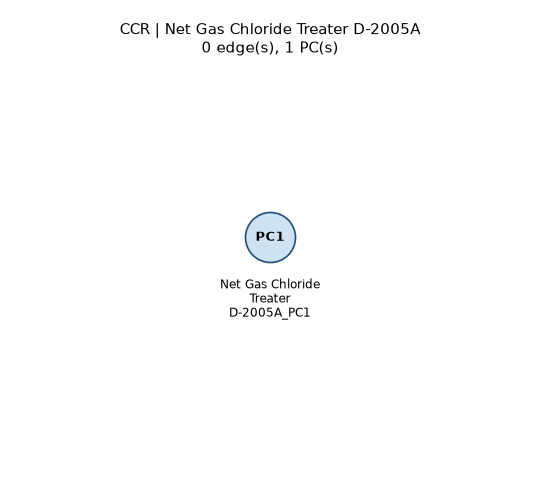 CCR | Net Gas Chloride Treater D-2005A
0 edge(s), 1 PC(s)
PC1
Net Gas Chloride
Treater
D-2005A_PC1